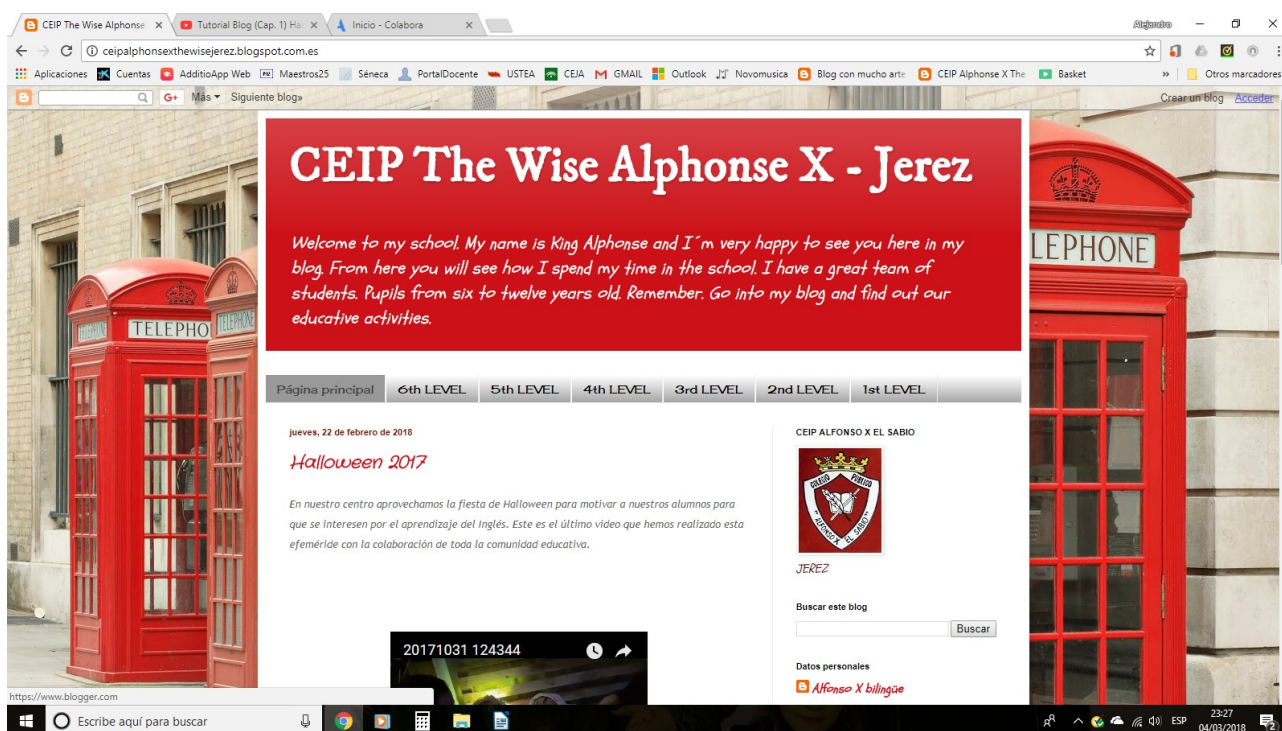 CEIP The Wise Alphonse
Tutorial Blog (Cap. 1) Ha
Inicio - Colabora
Alejandro
ceipalphonsexthewisejerez.blogspot.com.es
Aplicaciones Cuentas AdditioApp Web Maestros25 Séneca PortalDocente USTEA CEJA GMAIL Outlook Novomusica Blog con mucho arte CEIP Alphonse X The Basket » Otros marcadores
G+ Más Siguiente blog» Crear un blog Acceder
CEIP The Wise Alphonse X - Jerez
Welcome to my school. My name is King Alphonse and I´m very happy to see you here in my
blog. From here you will see how I spend my time in the school. I have a great team of
students. Pupils from six to twelve years old. Remember. Go into my blog and find out our
educative activities.
TELEPHO
TELEPHONE
LEPHONE
Página principal 6th LEVEL 5th LEVEL 4th LEVEL 3rd LEVEL 2nd LEVEL 1st LEVEL
jueves, 22 de febrero de 2018
Halloween 2017
En nuestro centro aprovechamos la fiesta de Halloween para motivar a nuestros alumnos para
que se interesen por el aprendizaje del Inglés. Este es el último video que hemos realizado esta
efeméride con la colaboración de toda la comunidad educativa.
20171031 124344
CEIP ALFONSO X EL SABIO
COLEGIO PUBLICO
"ALFONSO X EL SABIO"
JEREZ
Buscar este blog
Buscar
Datos personales
Alfonso X bilingüe
https://www.blogger.com
Escribe aquí para buscar
ESP
23:27
04/03/2018
2